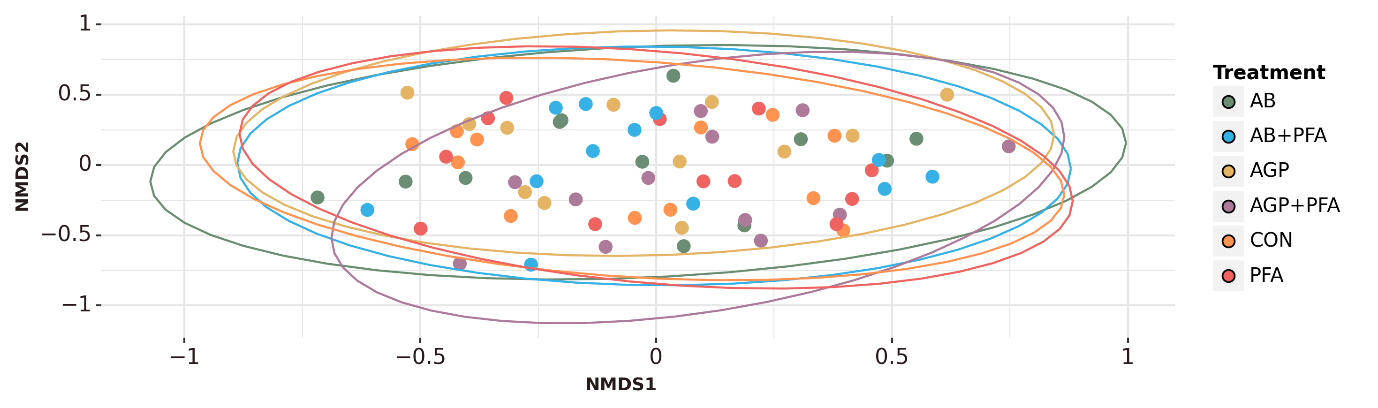 NMDS2
1
0.5
0
−0.5
−1
−1
−0.5
0
0.5
1
NMDS1
Treatment
AB
AB+PFA
AGP
AGP+PFA
CON
PFA